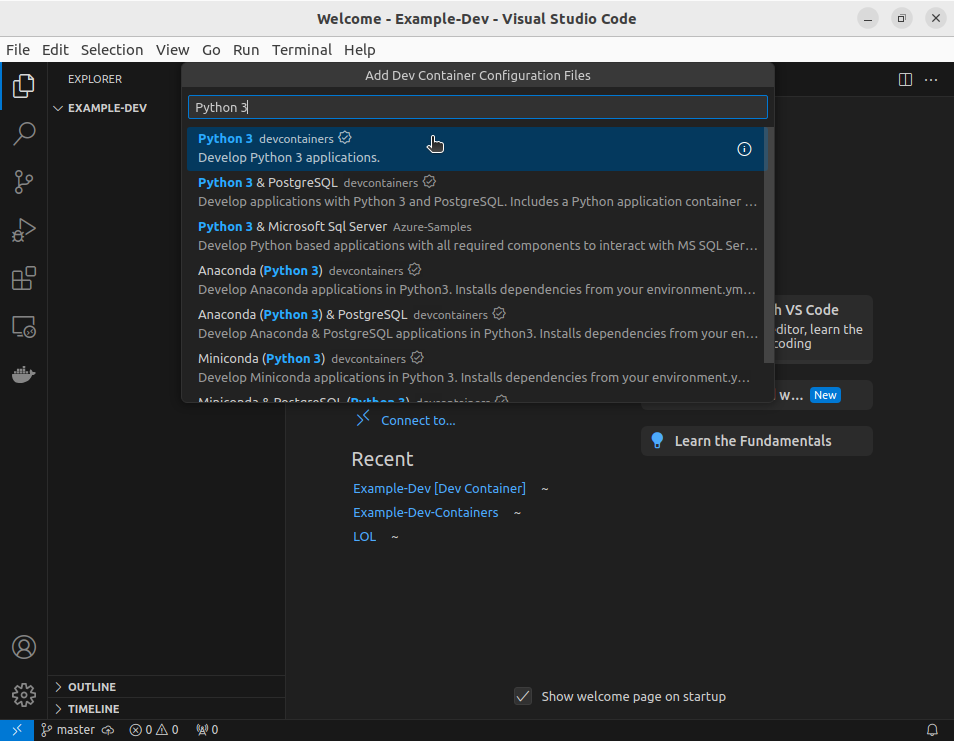 Welcome - Example-Dev - Visual Studio Code
File Edit Selection View Go Run Terminal Help
EXPLORER
EXAMPLE-DEV
Add Dev Container Configuration Files
Python 3
Python 3 devcontainers
Develop Python 3 applications.
Python 3 & PostgreSQL devcontainers
Develop applications with Python 3 and PostgreSQL. Includes a Python application container ...
Python 3 & Microsoft Sql Server Azure-Samples
Develop Python based applications with all required components to interact with MS SQL Ser...
Anaconda (Python 3) devcontainers
Develop Anaconda applications in Python3. Installs dependencies from your environment.ym...
Anaconda (Python 3) & PostgreSQL devcontainers
Develop Anaconda & PostgreSQL applications in Python3. Installs dependencies from your en...
Miniconda (Python 3) devcontainers
Develop Miniconda applications in Python 3. Installs dependencies from your environment.y...
Miniconda & PostgreSQL (Python 3) devcontainers
h VS Code
editor, learn the
coding
w... New
Connect to...
Learn the Fundamentals
Recent
Example-Dev [Dev Container] ~
Example-Dev-Containers ~
LOL ~
Show welcome page on startup
OUTLINE
TIMELINE
master 0 0 0